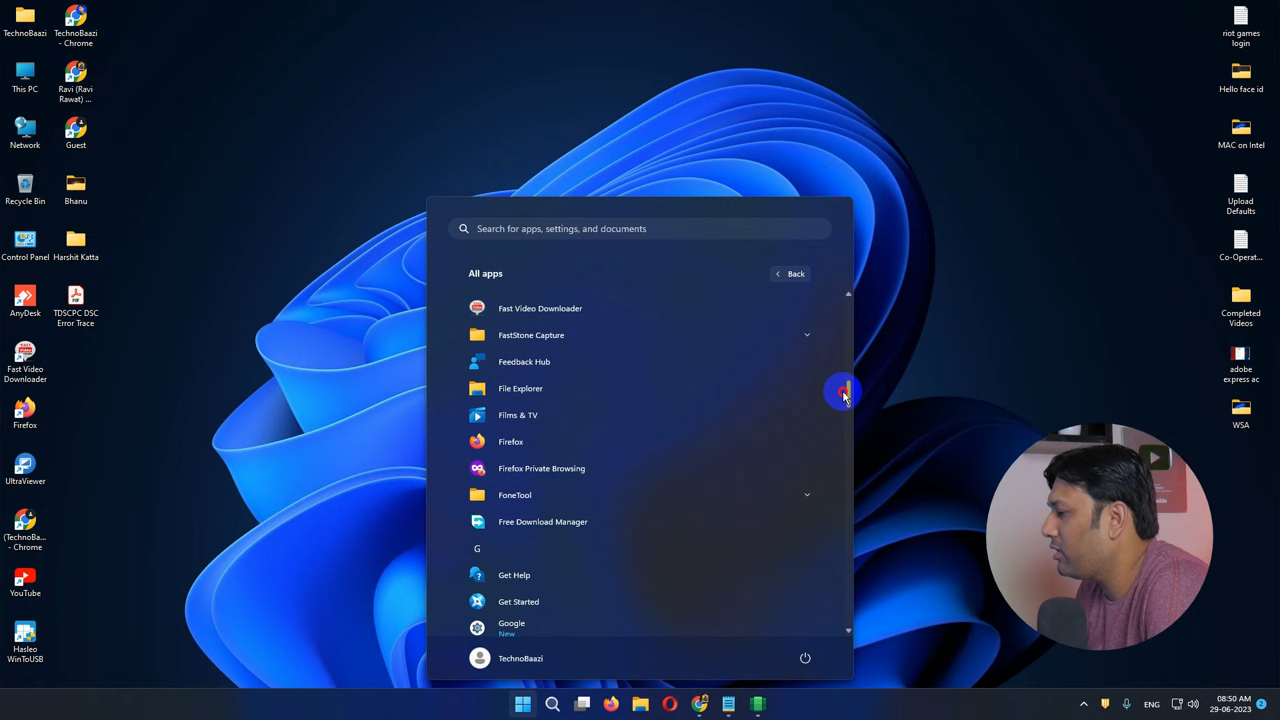 TechnoBaazi
TechnoBaazi
- Chrome
This PC
Ravi (Ravi
Rawat) ...
Network
Guest
Recycle Bin
Bhanu
Control Panel
Harshit Katta
AnyDesk
TDSCPC DSC
Error Trace
Fast Video
Downloader
Firefox
UltraViewer
(TechnoBa...
- Chrome
YouTube
Hasleo
WinToUSB
Search for apps, settings, and documents
All apps
Back
Fast Video Downloader
FastStone Capture
Feedback Hub
File Explorer
Films & TV
Firefox
Firefox Private Browsing
FoneTool
Free Download Manager
G
Get Help
Get Started
Google
New
TechnoBaazi
riot games
login
Hello face id
MAC on Intel
Upload
Defaults
Co-Operat...
Completed
Videos
adobe
express ac
WSA
ENG
08:50 AM
29-06-2023
2